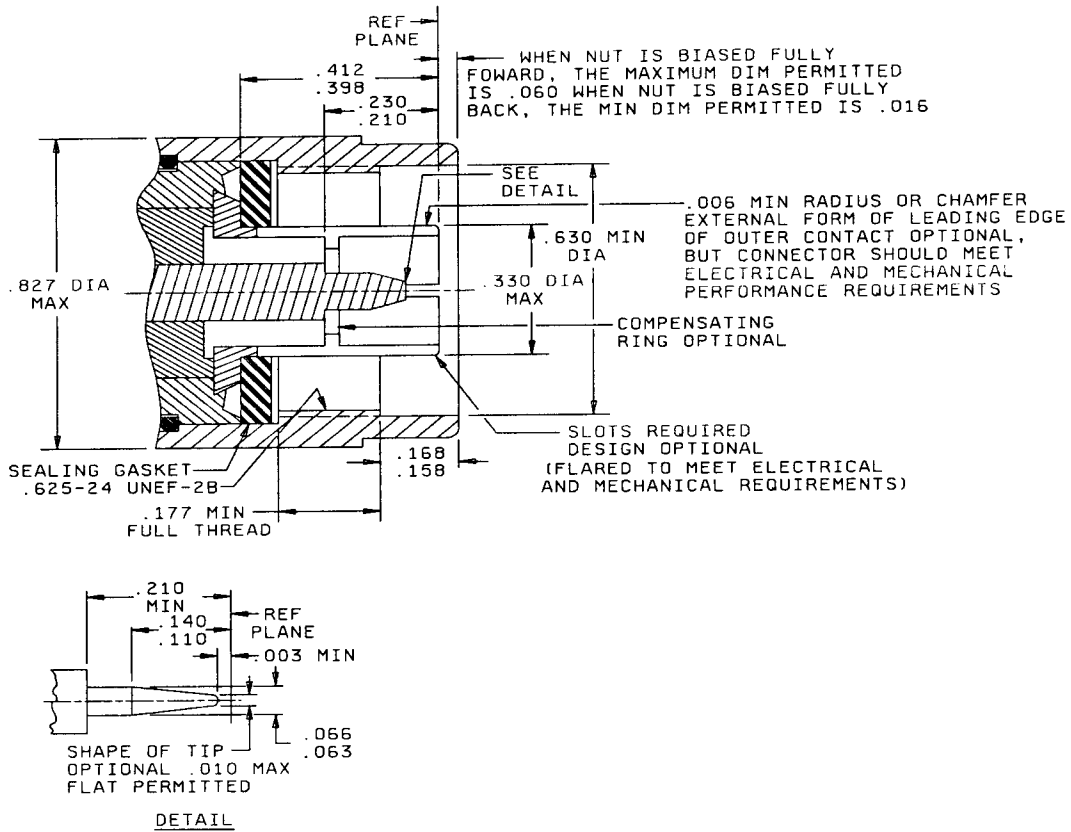 REF
PLANE
WHEN NUT IS BIASED FULLY
FOWARD, THE MAXIMUM DIM PERMITTED
IS .060 WHEN NUT IS BIASED FULLY
BACK, THE MIN DIM PERMITTED IS .016
.412
.398
.230
.210
SEE
DETAIL
.006 MIN RADIUS OR CHAMFER
EXTERNAL FORM OF LEADING EDGE
OF OUTER CONTACT OPTIONAL,
BUT CONNECTOR SHOULD MEET
ELECTRICAL AND MECHANICAL
PERFORMANCE REQUIREMENTS
.630 MIN
DIA
.330 DIA
MAX
.827 DIA
MAX
COMPENSATING
RING OPTIONAL
SLOTS REQUIRED
DESIGN OPTIONAL
(FLARED TO MEET ELECTRICAL
AND MECHANICAL REQUIREMENTS)
.168
.158
SEALING GASKET
.625-24 UNEF-2B
.177 MIN
FULL THREAD
.210
MIN
REF
PLANE
.140
.110
.003 MIN
.066
.063
SHAPE OF TIP
OPTIONAL .010 MAX
FLAT PERMITTED
DETAIL